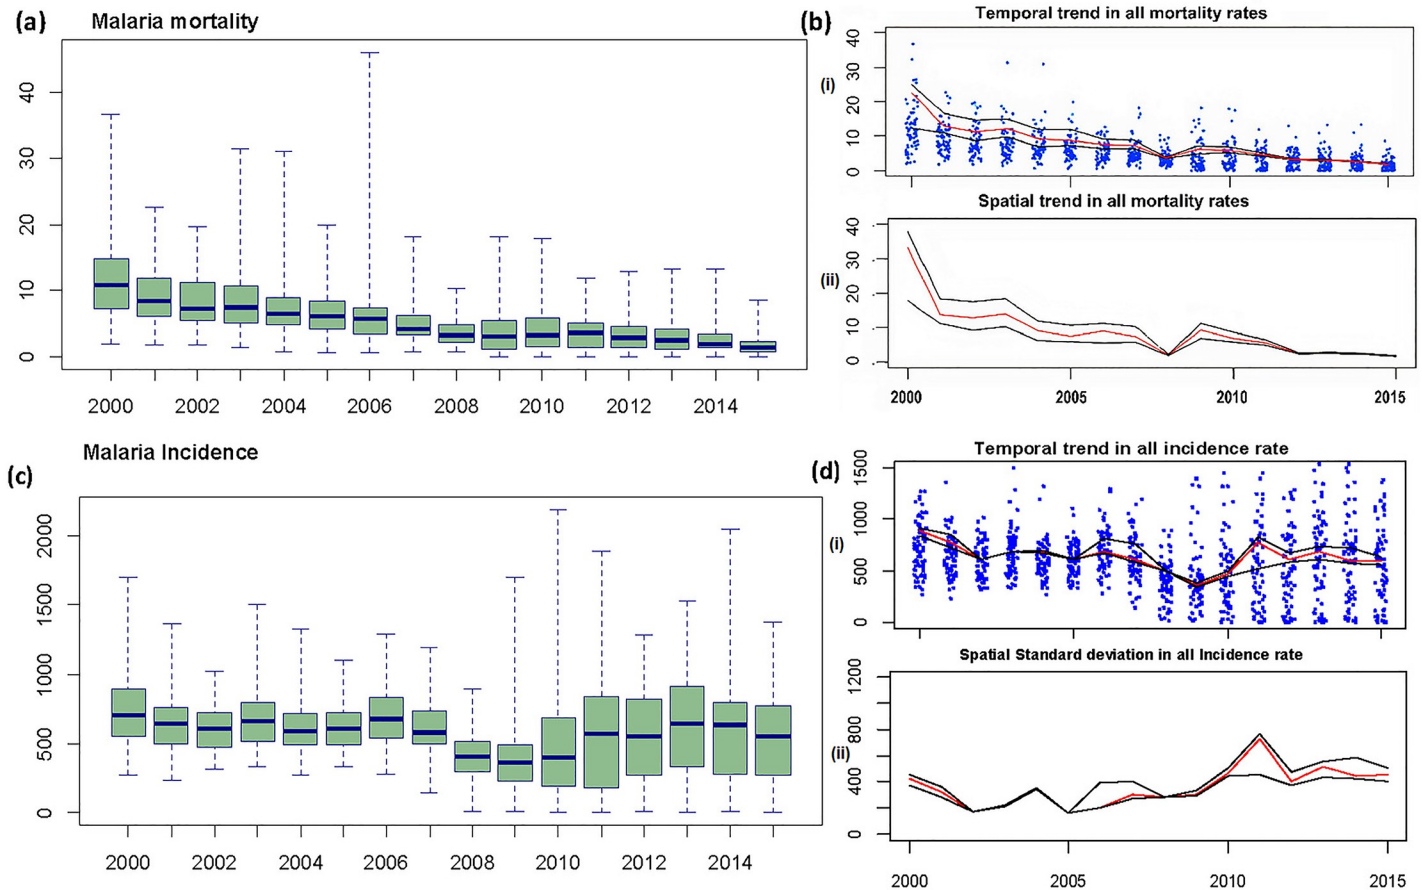 (a) Malaria mortality
40
30
20
10
0
2000 2002 2004 2006 2008 2010 2012 2014
(b) Temporal trend in all mortality rates
(i)
40
30
20
10
0
Spatial trend in all mortality rates
(ii)
40
30
20
10
0
2000 2005 2010 2015
(c) Malaria Incidence
2000
1500
1000
500
0
2000 2002 2004 2006 2008 2010 2012 2014
(d) Temporal trend in all incidence rate
(i)
1500
1000
500
0
Spatial Standard deviation in all Incidence rate
(ii)
1200
800
400
0
2000 2005 2010 2015